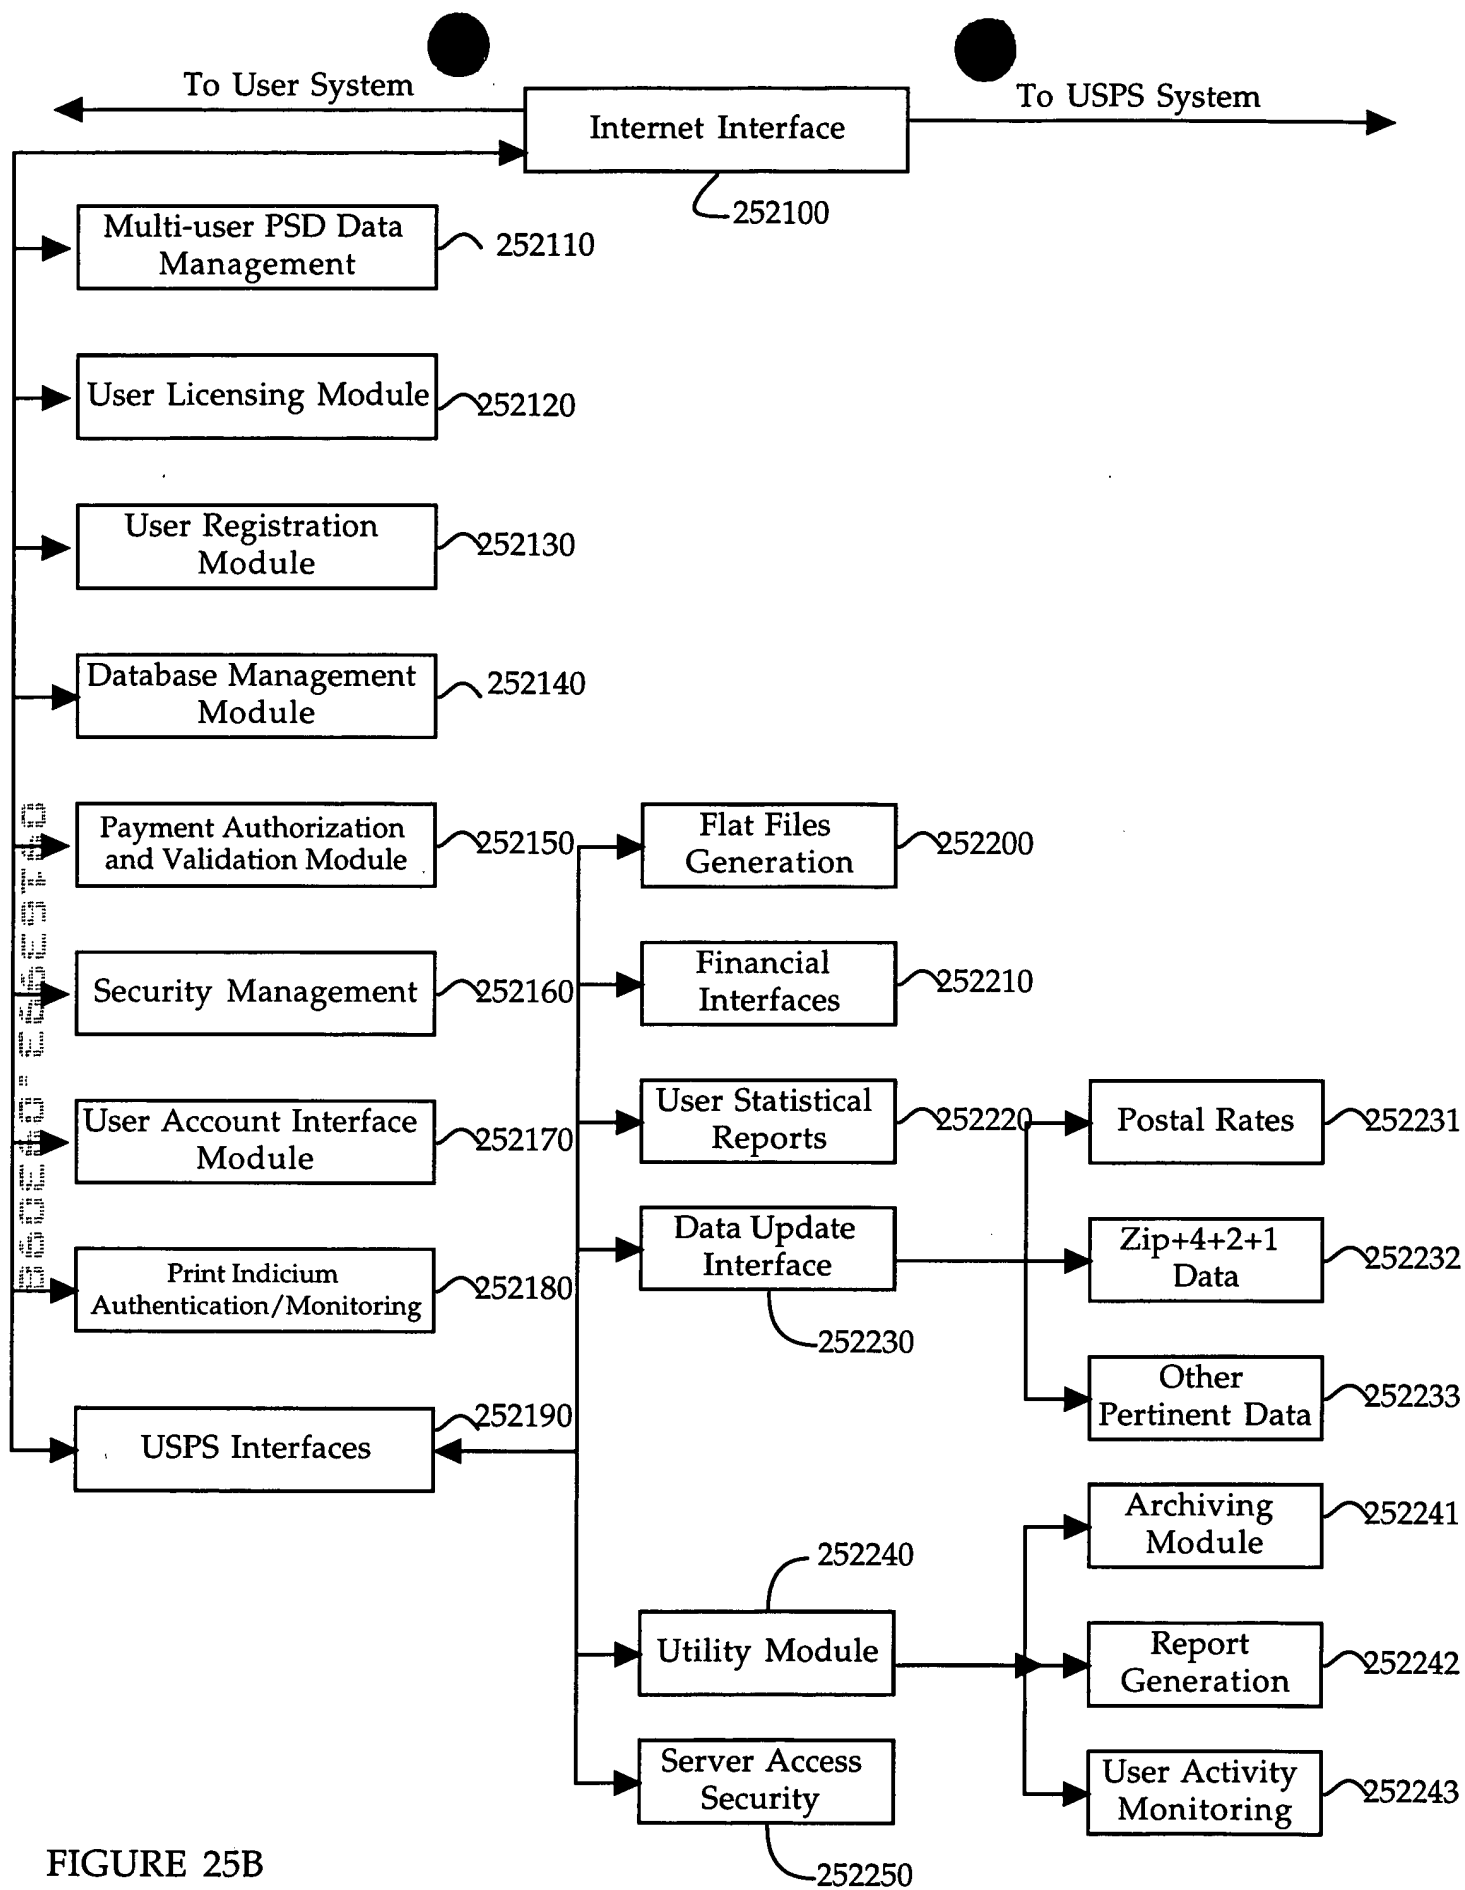 To User System
To USPS System
Internet Interface
252100
Multi-user PSD Data
Management
252110
User Licensing Module
252120
User Registration
Module
252130
Database Management
Module
252140
Payment Authorization
and Validation Module
252150
Flat Files
Generation
252200
Security Management
252160
Financial
Interfaces
252210
User Account Interface
Module
252170
User Statistical
Reports
252220
Postal Rates
252231
Print Indicium
Authentication/Monitoring
252180
Data Update
Interface
252230
Zip+4+2+1
Data
252232
Other
Pertinent Data
252233
USPS Interfaces
252190
Archiving
Module
252241
252240
Utility Module
Report
Generation
252242
Server Access
Security
252250
User Activity
Monitoring
252243
FIGURE 25B